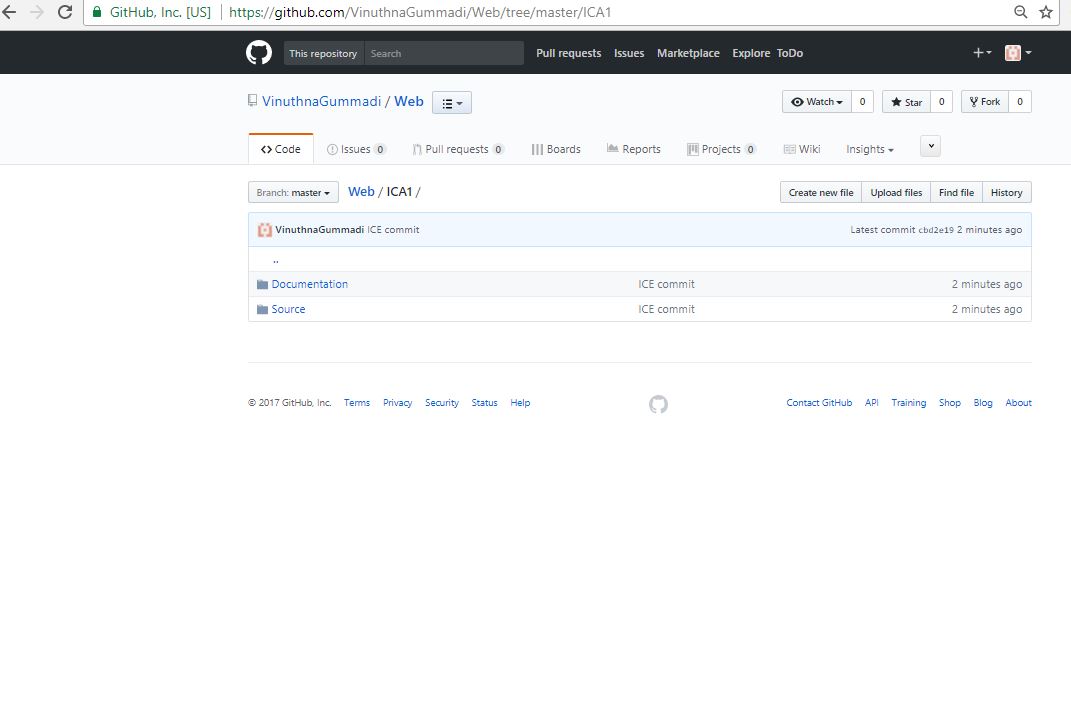 GitHub, Inc. [US] https://github.com/VinuthnaGummadi/Web/tree/master/ICA1
This repository Search Pull requests Issues Marketplace Explore ToDo
VinuthnaGummadi / Web Watch 0 Star 0 Fork 0
Code Issues 0 Pull requests 0 Boards Reports Projects 0 Wiki Insights
Branch: master Web / ICA1 / Create new file Upload files Find file History
VinuthnaGummadi ICE commit Latest commit cbd2e19 2 minutes ago
..
Documentation ICE commit 2 minutes ago
Source ICE commit 2 minutes ago
© 2017 GitHub, Inc. Terms Privacy Security Status Help Contact GitHub API Training Shop Blog About